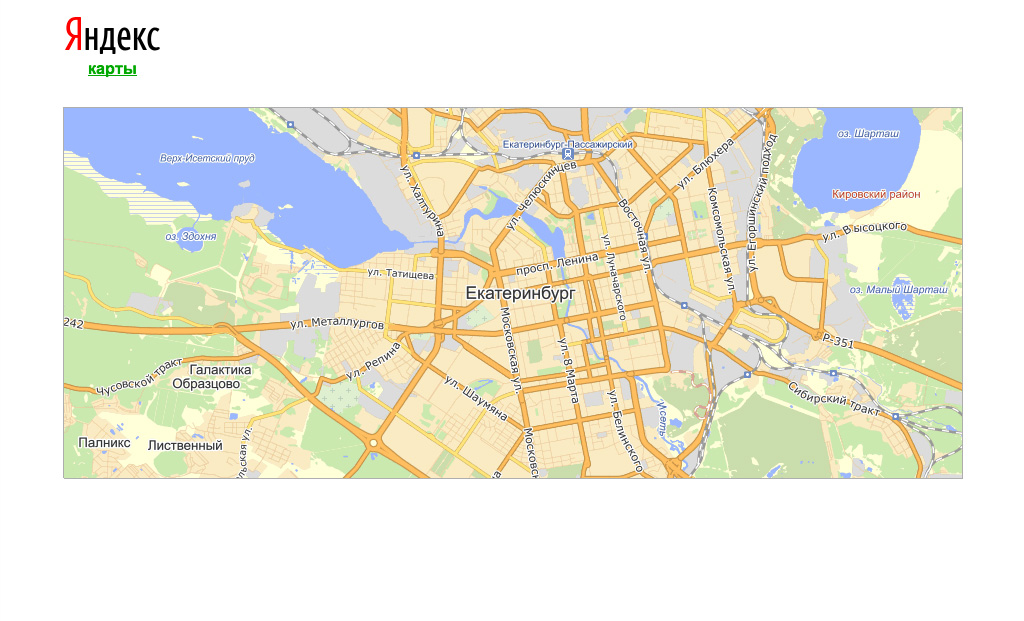 Яндекс
карты
оз. Шарташ
Екатеринбург-Пассажирский
Верх-Исетский пруд
ул. Блюхера
ул. Халтурина
ул. Челюскинцев
ул. Егоршинский подход
Кировский район
Комсомольская ул.
Восточная ул.
оз. Здохня
ул. Высоцкого
ул. Луначарского
просп. Ленина
ул. Татищева
Екатеринбург
оз. Малый Шарташ
242
ул. Металлургов
Московская ул.
Р-351
ул. 8 Марта
ул. Репина
Чусовской тракт
Галактика
Образцово
ул. Шаумяна
Сибирский тракт
ул. Белинского
Исеть
Палникс
Лиственный
льская ул.
Московс
на ул.